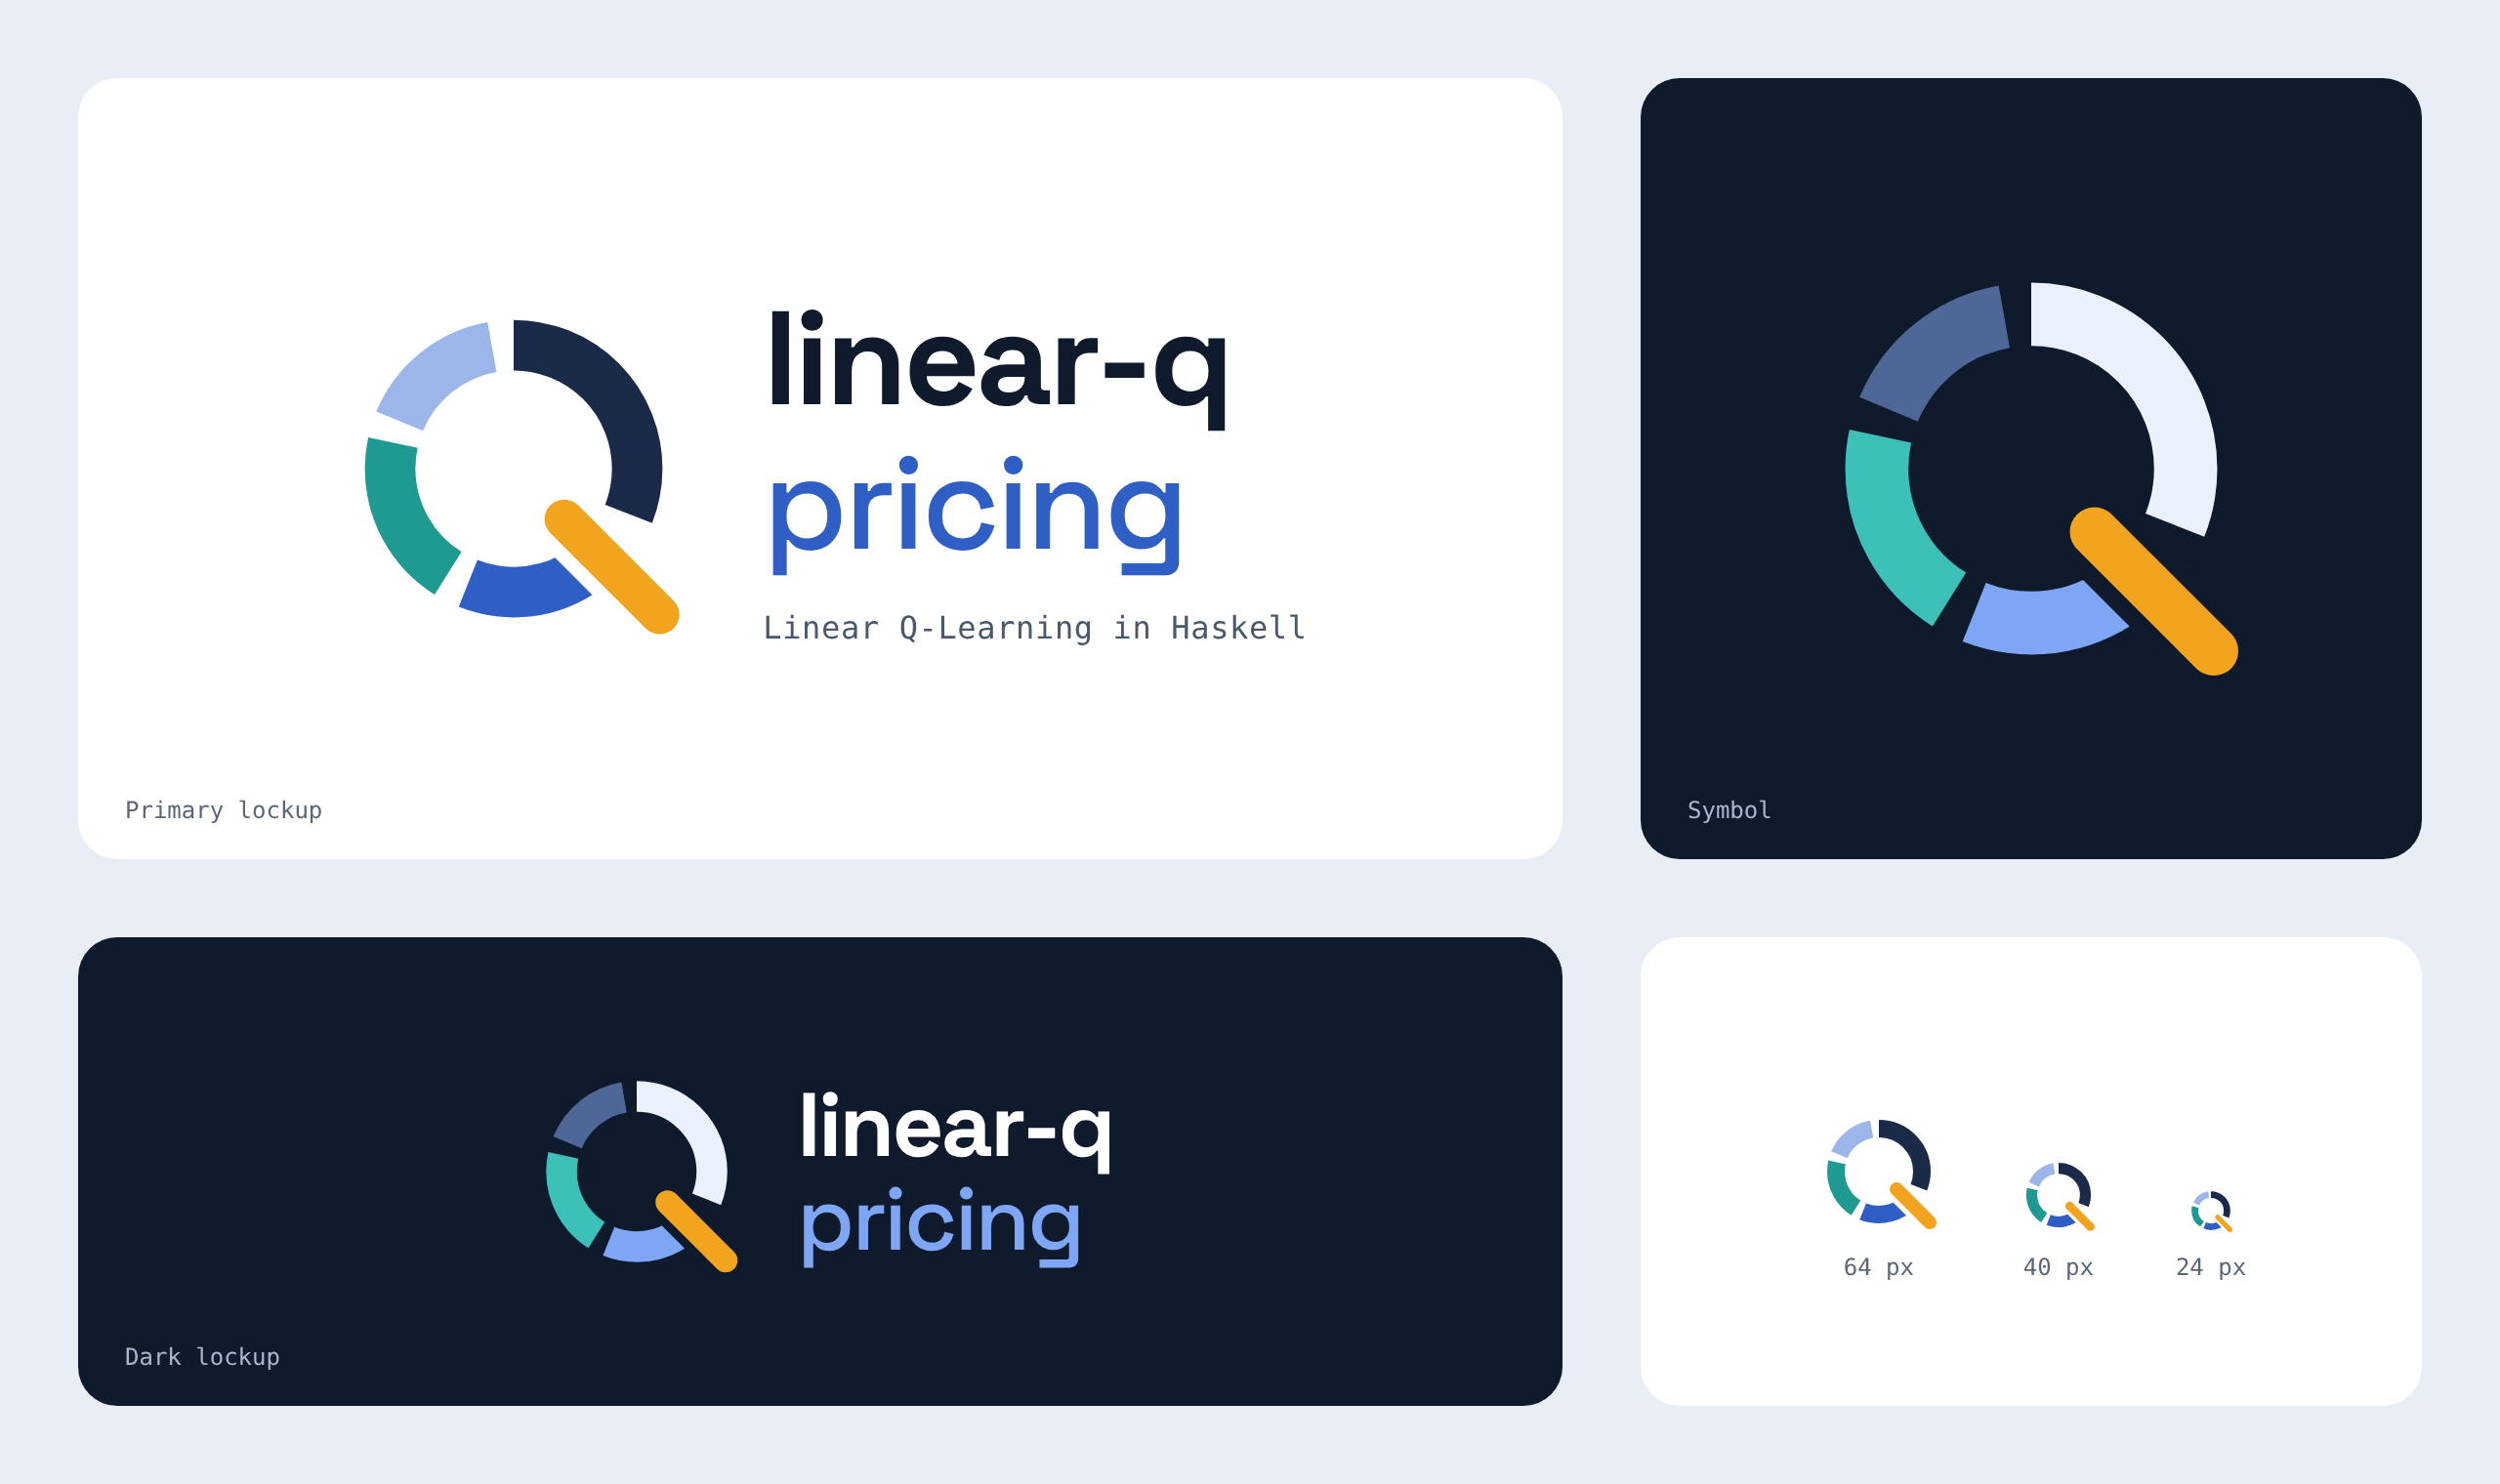 linear-q
pricing
Linear Q-Learning in Haskell
Primary lockup
Symbol
linear-q
pricing
Dark lockup
64 px
40 px
24 px